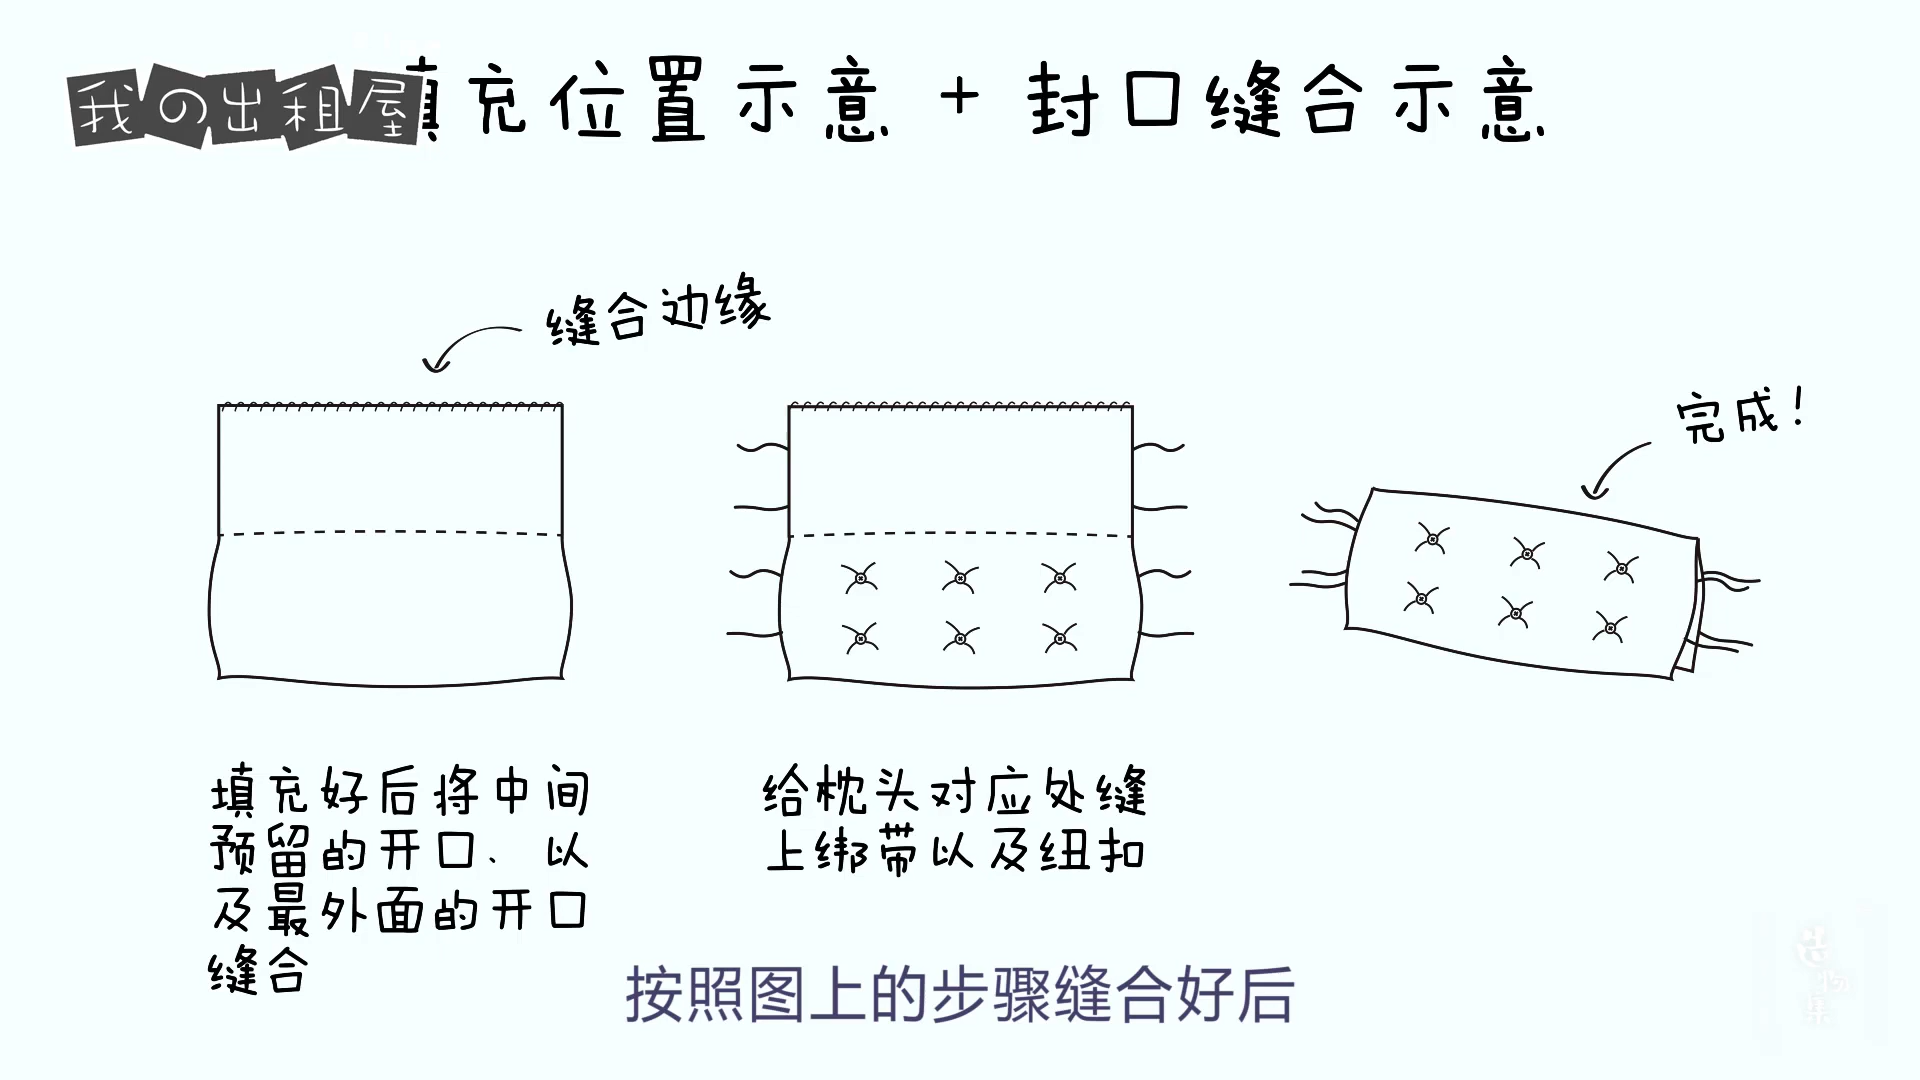 我の出租屋
填充位置示意 + 封口缝合示意
缝合边缘
完成！
填充好后将中间
预留的开口、以
及最外面的开口
缝合
给枕头对应处缝
上绑带以及纽扣
按照图上的步骤缝合好后
造物集